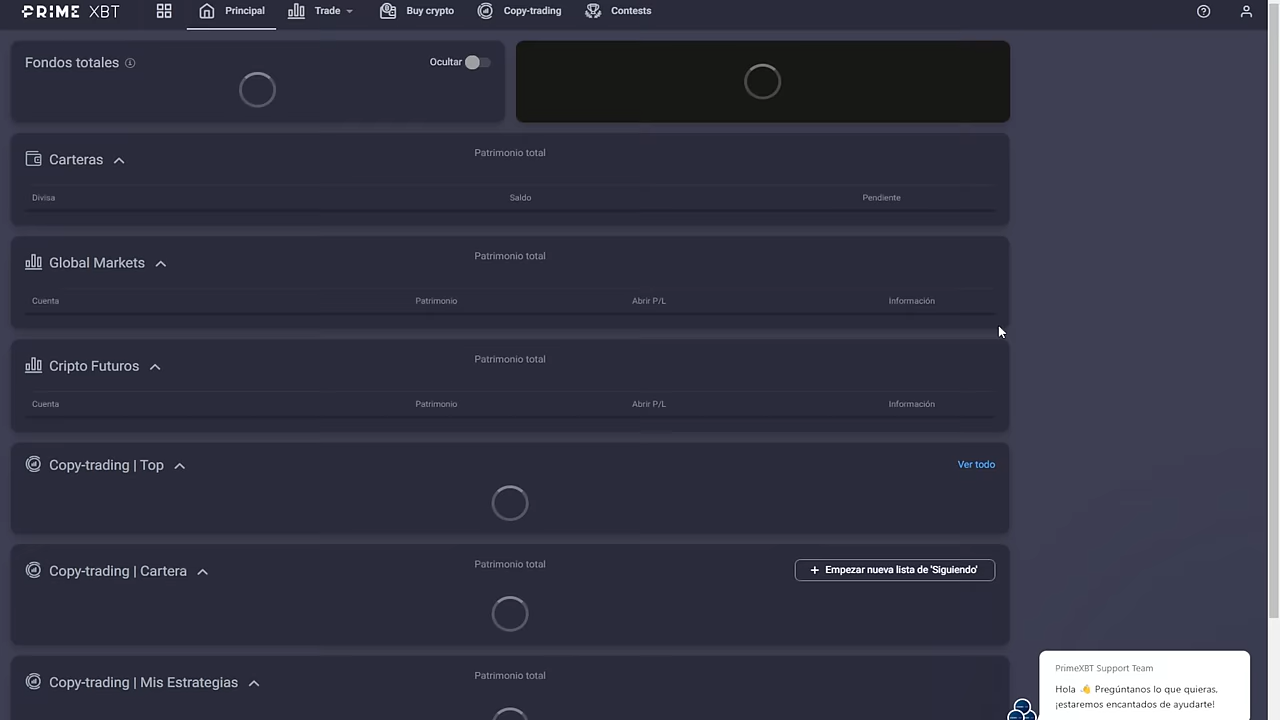 PRIME XBT
Principal
Trade
Buy crypto
Copy-trading
Contests
Fondos totales
Ocultar
Carteras
Patrimonio total
Divisa
Saldo
Pendiente
Global Markets
Patrimonio total
Cuenta
Patrimonio
Abrir P/L
Información
Cripto Futuros
Patrimonio total
Cuenta
Patrimonio
Abrir P/L
Información
Copy-trading | Top
Ver todo
Copy-trading | Cartera
Patrimonio total
+ Empezar nueva lista de 'Siguiendo'
Copy-trading | Mis Estrategias
Patrimonio total
PrimeXBT Support Team
Hola 👋 Pregúntanos lo que quieras,
¡estaremos encantados de ayudarte!